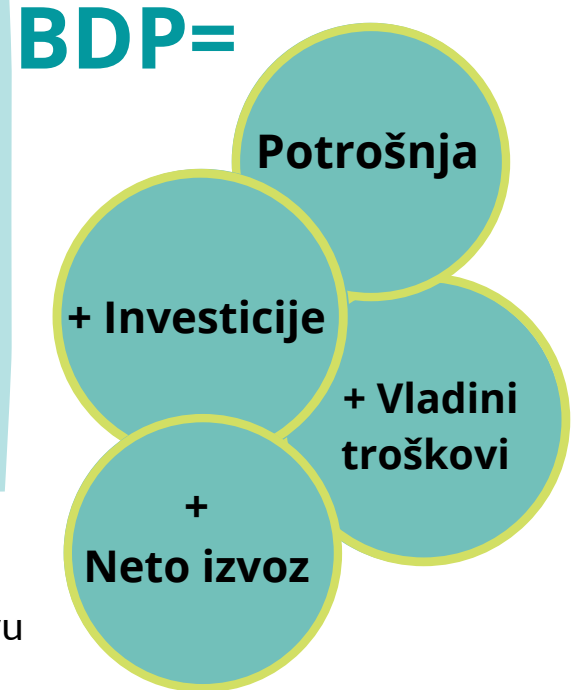 BDP=
Potrošnja
+ Investicije
+ Vladini
troškovi
+
Neto izvoz